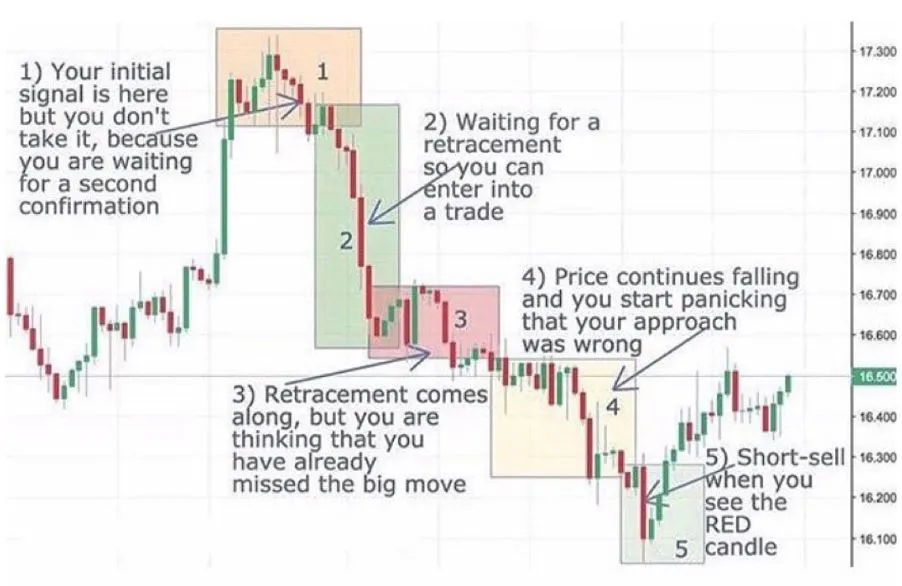 1) Your initial
signal is here
but you don't
take it, because
you are waiting
for a second
confirmation
1
2) Waiting for a
retracement
so you can
enter into
a trade
2
3
3) Retracement comes
along, but you are
thinking that you
have already
missed the big move
4) Price continues falling
and you start panicking
that your approach
was wrong
4
5) Short-sell
when you
see the
RED
candle
5
17.300
17.200
17.100
17.000
16.900
16.800
16.700
16.600
16.500
16.400
16.300
16.200
16.100